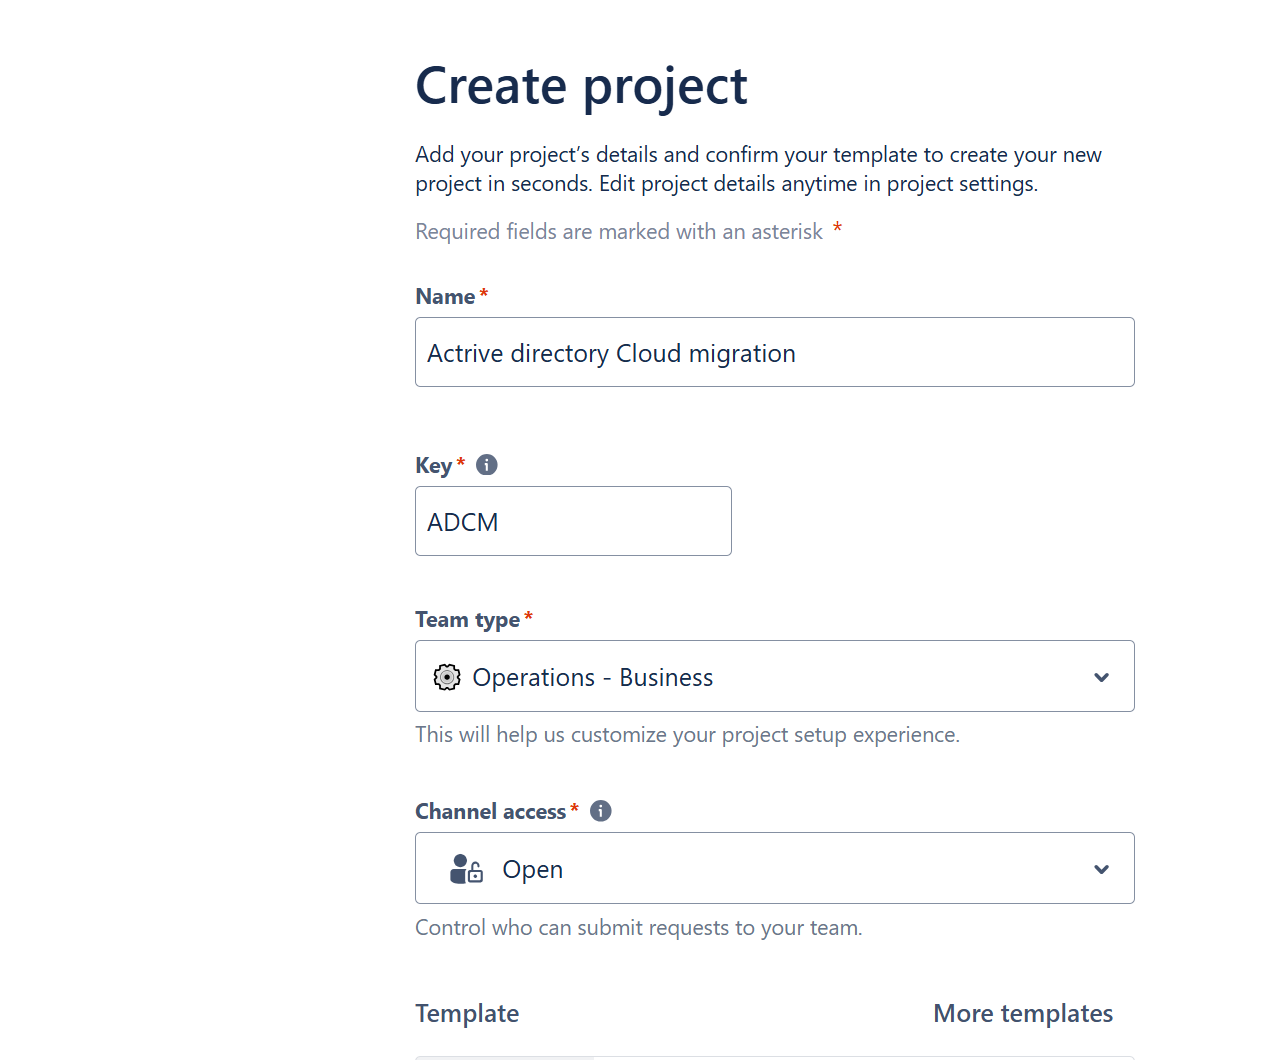 Create project
Add your project’s details and confirm your template to create your new
project in seconds. Edit project details anytime in project settings.
Required fields are marked with an asterisk *
Name *
Actrive directory Cloud migration
Key *
ADCM
Team type *
Operations - Business
This will help us customize your project setup experience.
Channel access *
Open
Control who can submit requests to your team.
Template
More templates